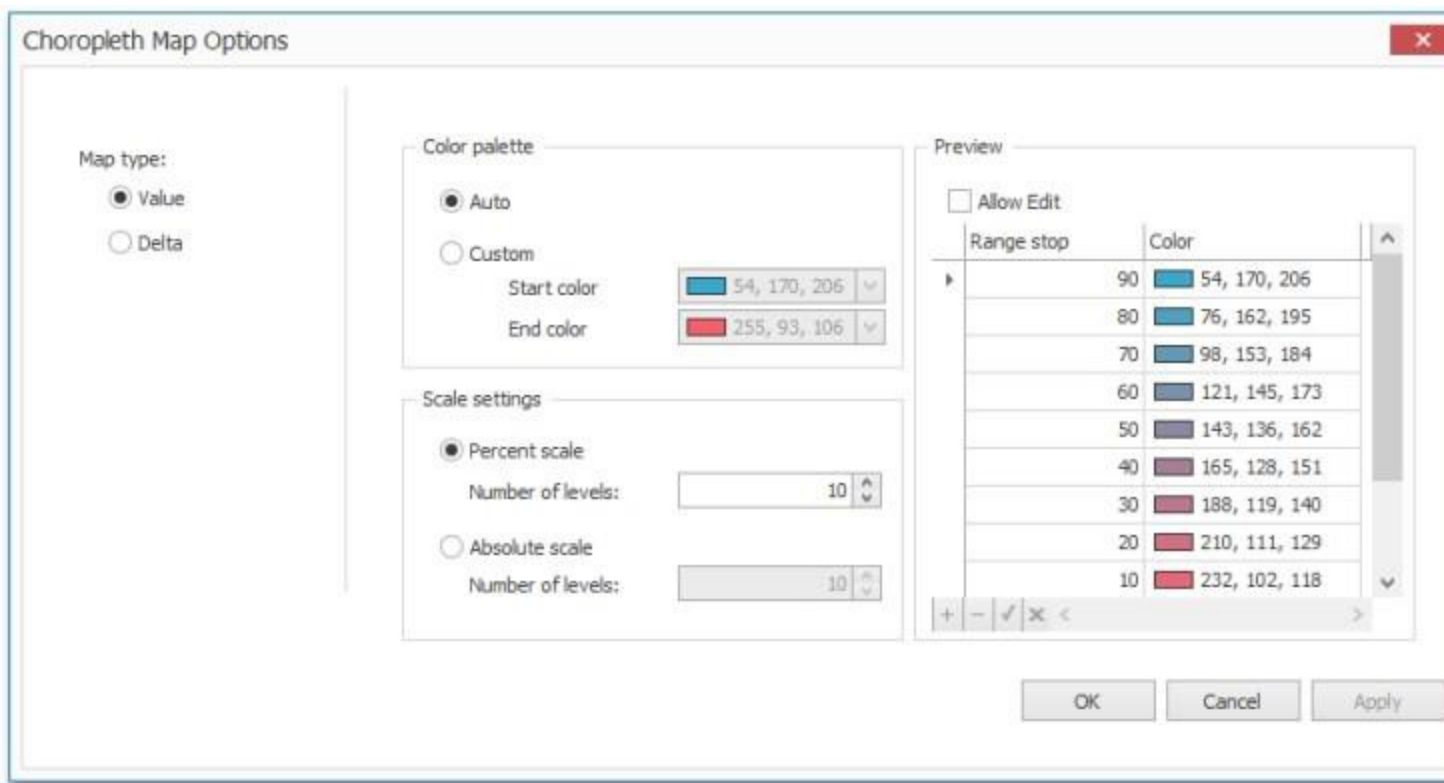 Choropleth Map Options
Map type:
Value
Delta
Color palette
Auto
Custom
Start color 54, 170, 206
End color 255, 93, 106
Scale settings
Percent scale
Number of levels: 10
Absolute scale
Number of levels: 10
Preview
Allow Edit
Range stop Color
90 54, 170, 206
80 76, 162, 195
70 98, 153, 184
60 121, 145, 173
50 143, 136, 162
40 165, 128, 151
30 188, 119, 140
20 210, 111, 129
10 232, 102, 118
OK Cancel Apply